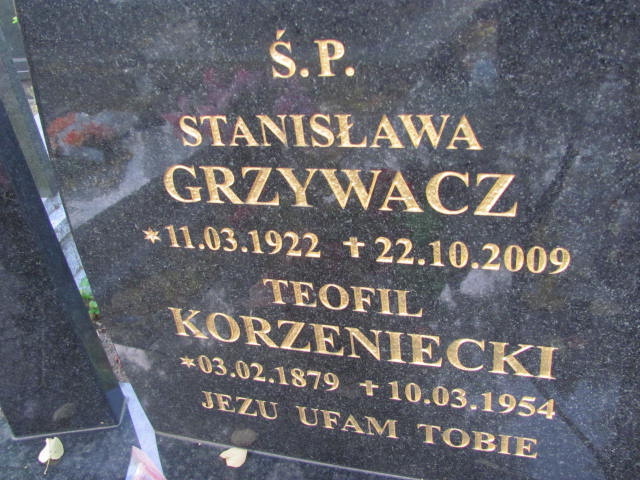 Ś.P.
STANISŁAWA
GRZYWACZ
*11.03.1922 ✝22.10.2009
TEOFIL
KORZENIECKI
*03.02.1879 ✝10.03.1954
JEZU UFAM TOBIE